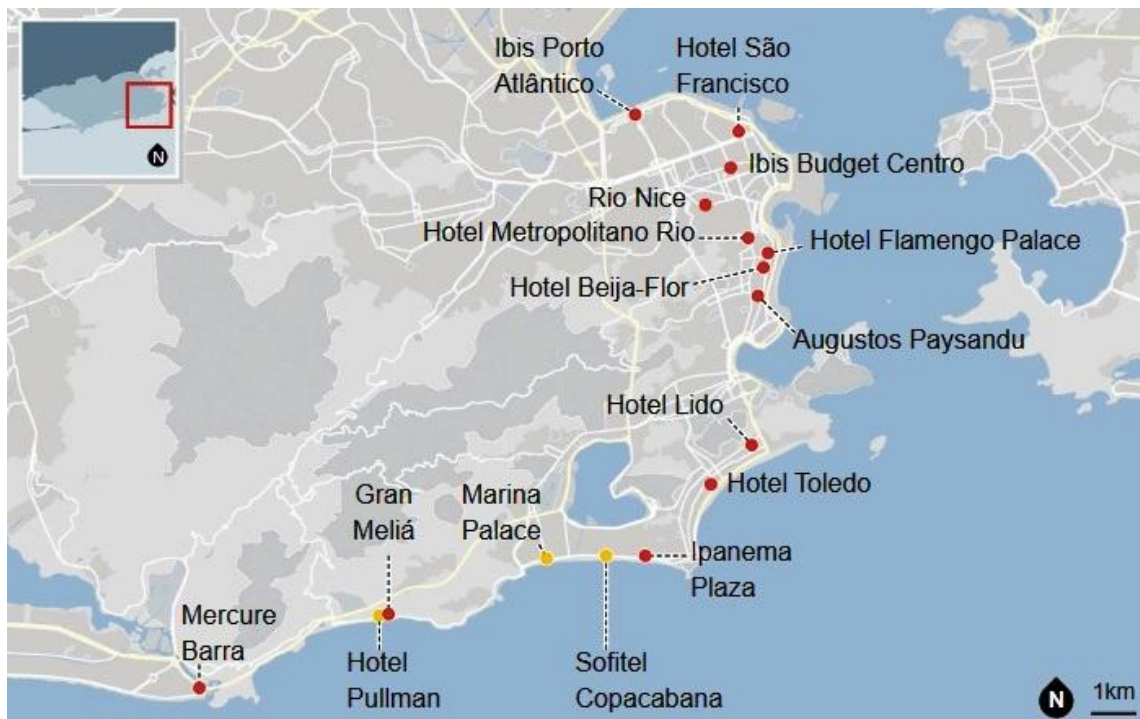 Ibis Porto
Atlântico
Hotel São
Francisco
Ibis Budget Centro
Rio Nice
Hotel Metropolitano Rio
Hotel Flamengo Palace
Hotel Beija-Flor
Augustos Paysandu
Hotel Lido
Hotel Toledo
Gran
Meliá
Marina
Palace
Ipanema
Plaza
Mercure
Barra
Hotel
Pullman
Sofitel
Copacabana
N
N
1km